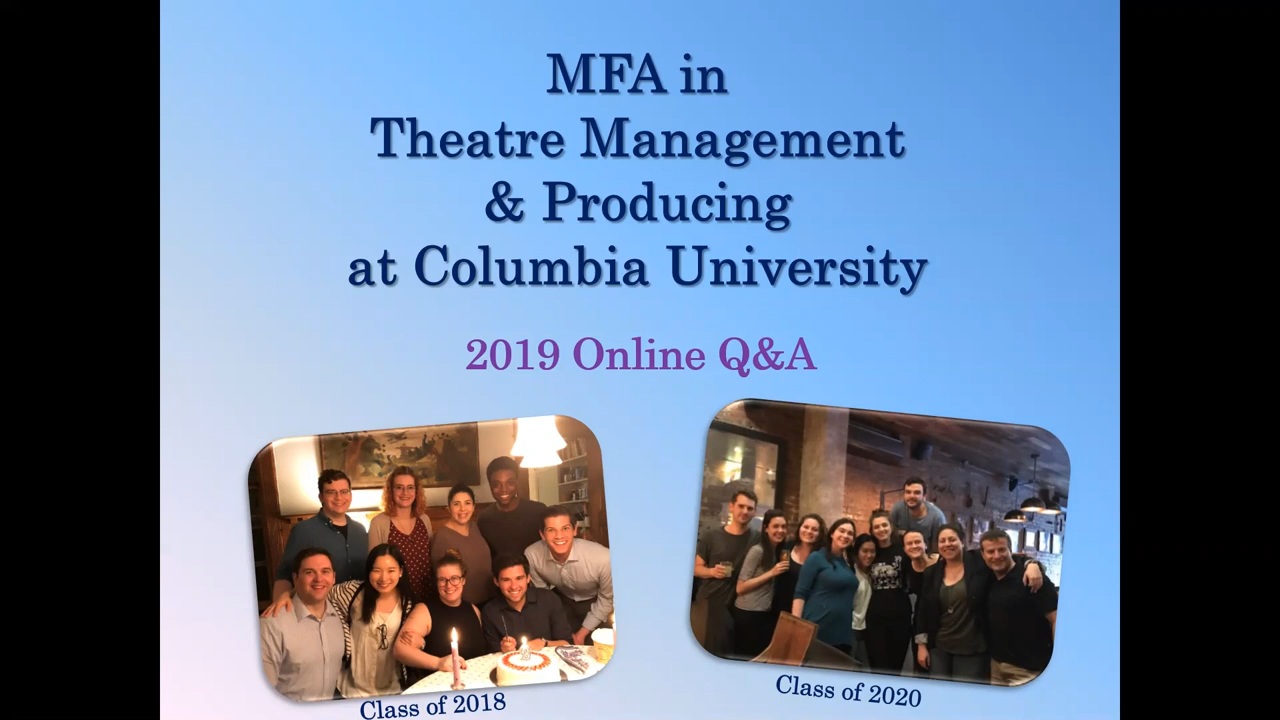 MFA in
Theatre Management
& Producing
at Columbia University
2019 Online Q&A
Class of 2018
Class of 2020